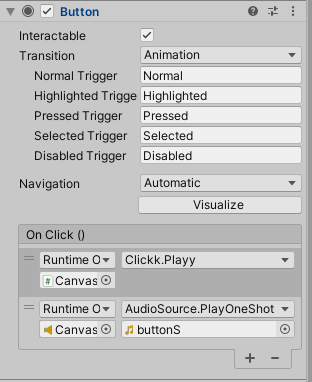 Button
Interactable
Transition Animation
Normal Trigger Normal
Highlighted Trigge Highlighted
Pressed Trigger Pressed
Selected Trigger Selected
Disabled Trigger Disabled
Navigation Automatic
Visualize
On Click ()
Runtime O Clickk.Playy
Canvas
Runtime O AudioSource.PlayOneShot
Canvas buttonS